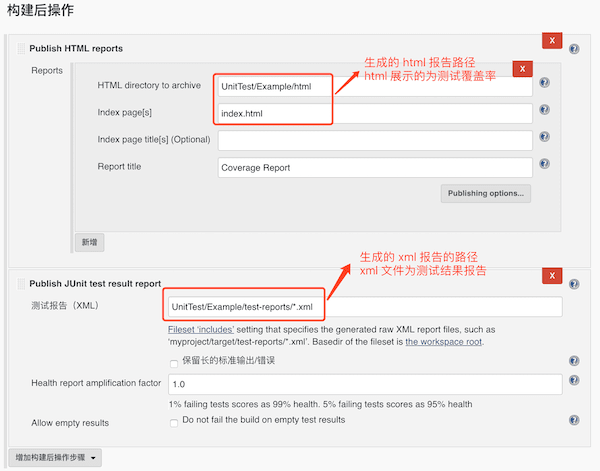 构建后操作
Publish HTML reports
X
Reports
X
HTML directory to archive
UnitTest/Example/html
生成的 html 报告路径
html 展示的为测试覆盖率
Index page[s]
index.html
Index page title[s] (Optional)
Report title
Coverage Report
Publishing options...
新增
生成的 xml 报告的路径
xml 文件为测试结果报告
Publish JUnit test result report
X
测试报告（XML）
UnitTest/Example/test-reports/*.xml
Fileset ‘includes’ setting that specifies the generated raw XML report files, such as
‘myproject/target/test-reports/*.xml’. Basedir of the fileset is the workspace root.
保留长的标准输出/错误
Health report amplification factor
1.0
1% failing tests scores as 99% health. 5% failing tests scores as 95% health
Allow empty results
Do not fail the build on empty test results
增加构建后操作步骤